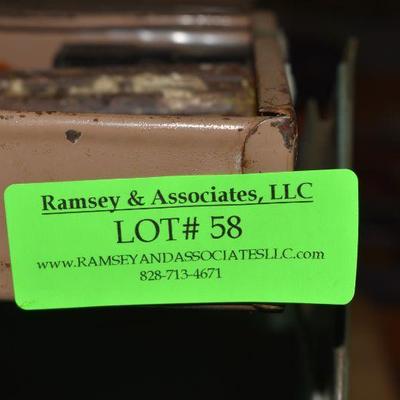 Ramsey & Associates, LLC
LOT# 58
www.RAMSEYANDASSOCIATESLLC.com
828-713-4671